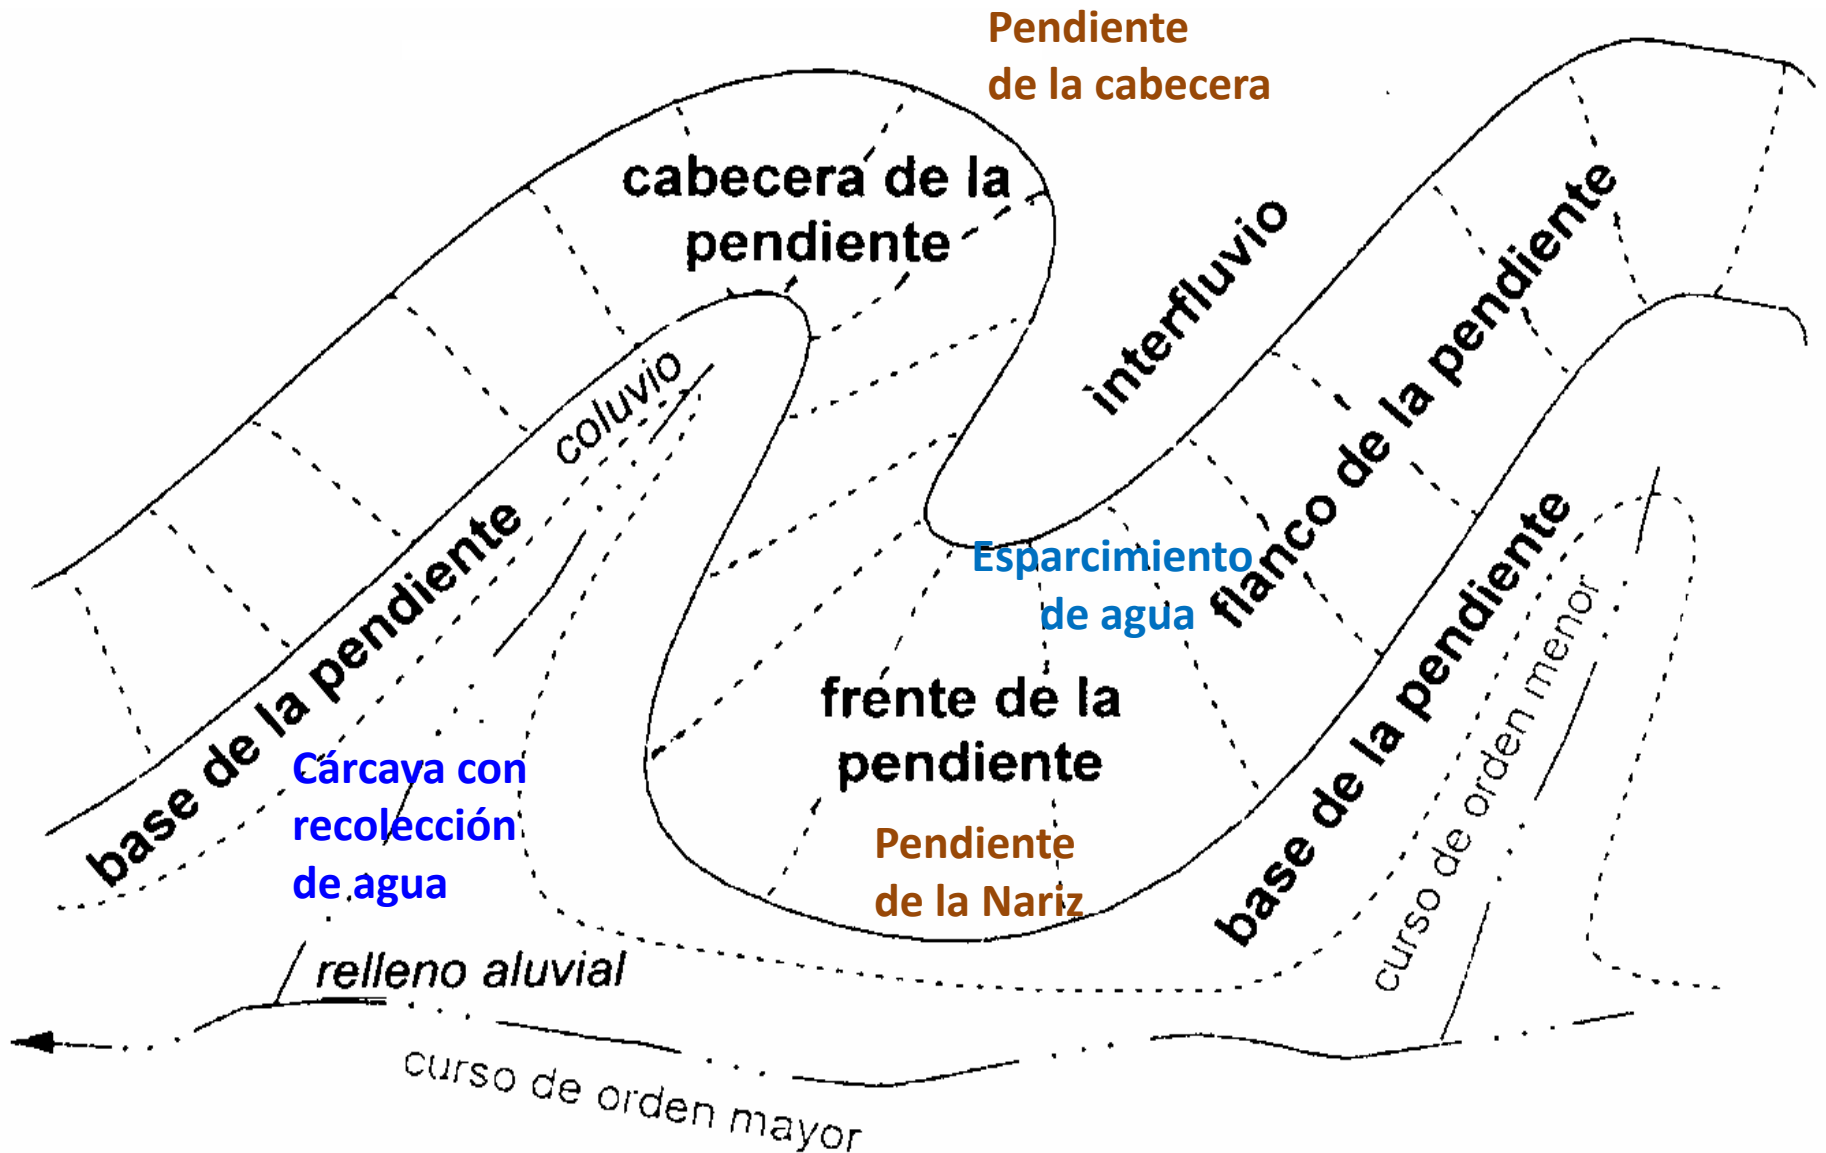 Pendiente
de la cabecera
cabecera de la
pendiente
interfluvio
flanco de la pendiente
coluvio
base de la pendiente
Esparcimiento
de agua
frente de la
pendiente
base de la pendiente
curso de orden menor
Cárcava con
recolección
de agua
Pendiente
de la Nariz
relleno aluvial
curso de orden mayor